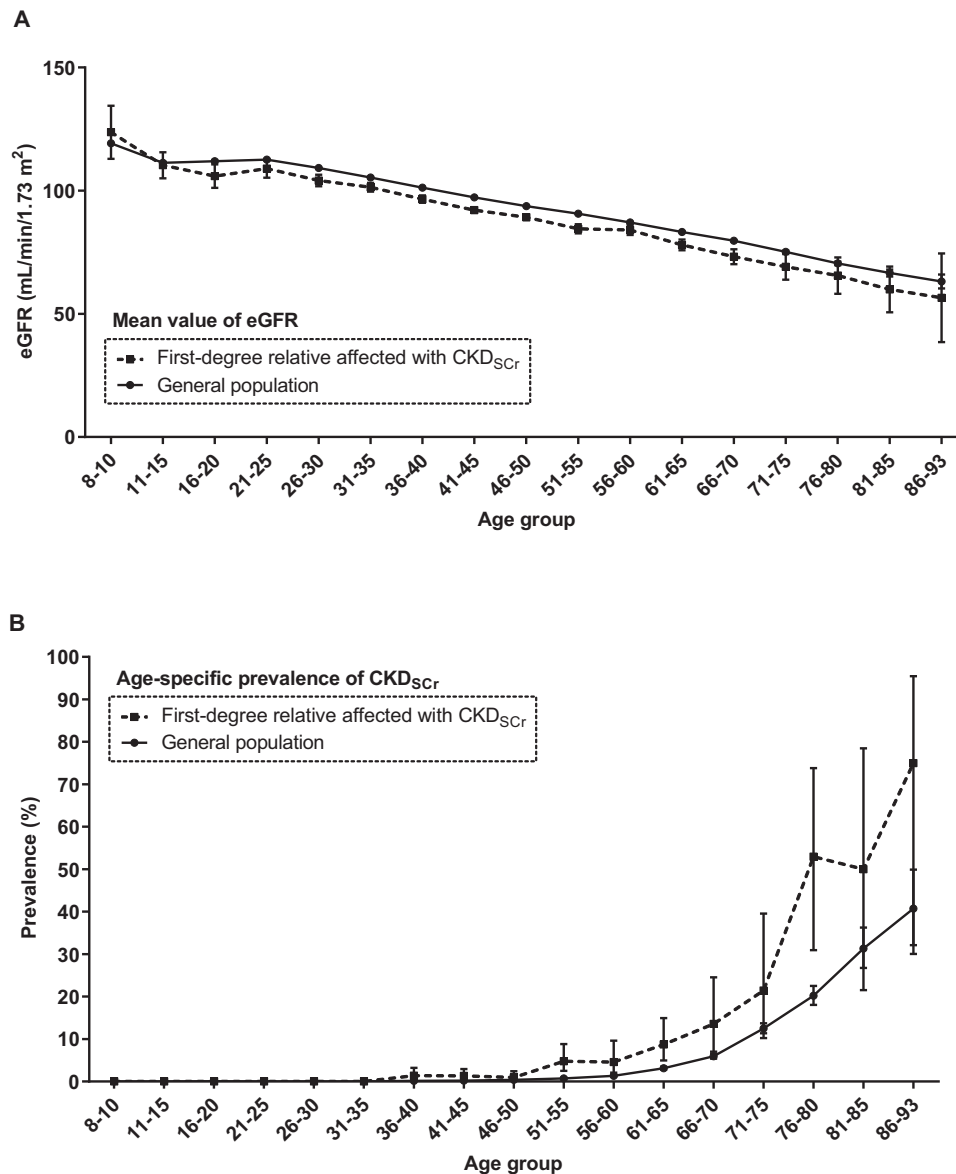 A
150
100
50
0
eGFR (mL/min/1.73 m²)
Mean value of eGFR
First-degree relative affected with CKDSCr
General population
8-10 11-15 16-20 21-25 26-30 31-35 36-40 41-45 46-50 51-55 56-60 61-65 66-70 71-75 76-80 81-85 86-93
Age group
B
100
90
80
70
60
50
40
30
20
10
0
Prevalence (%)
Age-specific prevalence of CKDSCr
First-degree relative affected with CKDSCr
General population
8-10 11-15 16-20 21-25 26-30 31-35 36-40 41-45 46-50 51-55 56-60 61-65 66-70 71-75 76-80 81-85 86-93
Age group